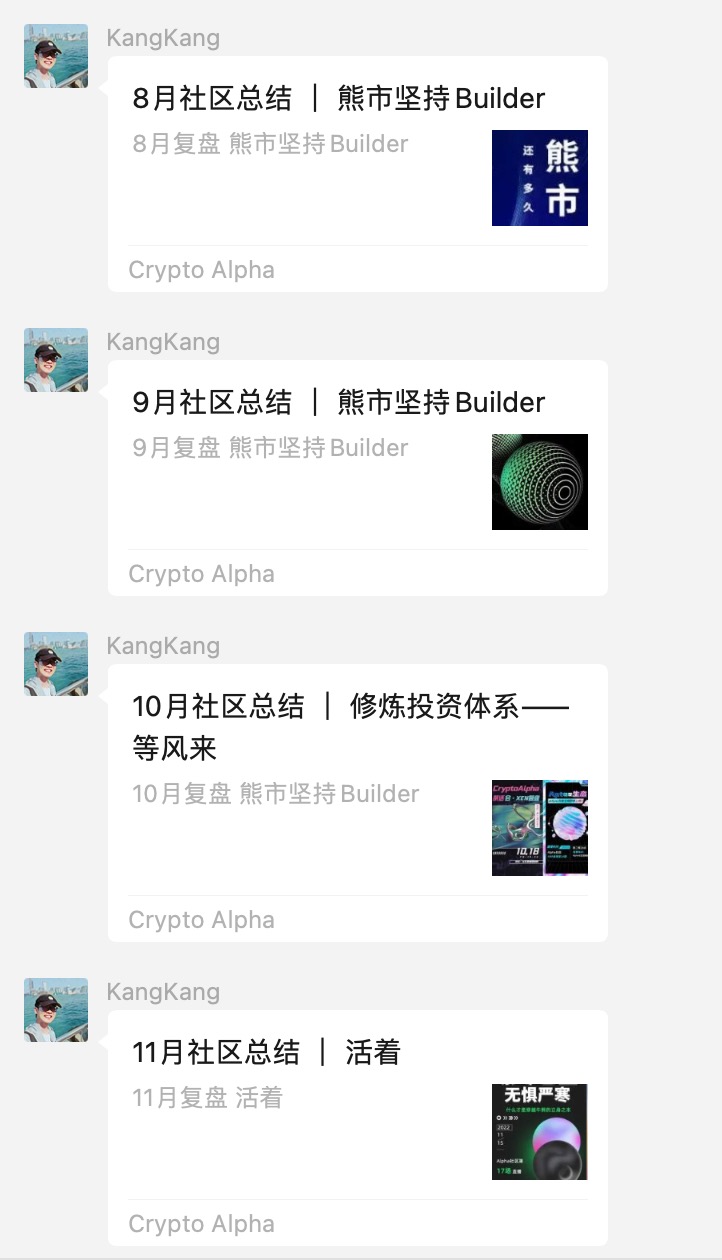 KangKang
8月社区总结 ｜ 熊市坚持Builder
8月复盘 熊市坚持Builder
还有多久
熊市
Crypto Alpha
KangKang
9月社区总结 ｜ 熊市坚持Builder
9月复盘 熊市坚持Builder
Crypto Alpha
KangKang
10月社区总结 ｜ 修炼投资体系——
等风来
10月复盘 熊市坚持Builder
CryptoAlpha
10.18
Crypto Alpha
KangKang
11月社区总结 ｜ 活着
11月复盘 活着
无惧严寒
2022
11
15
Crypto Alpha